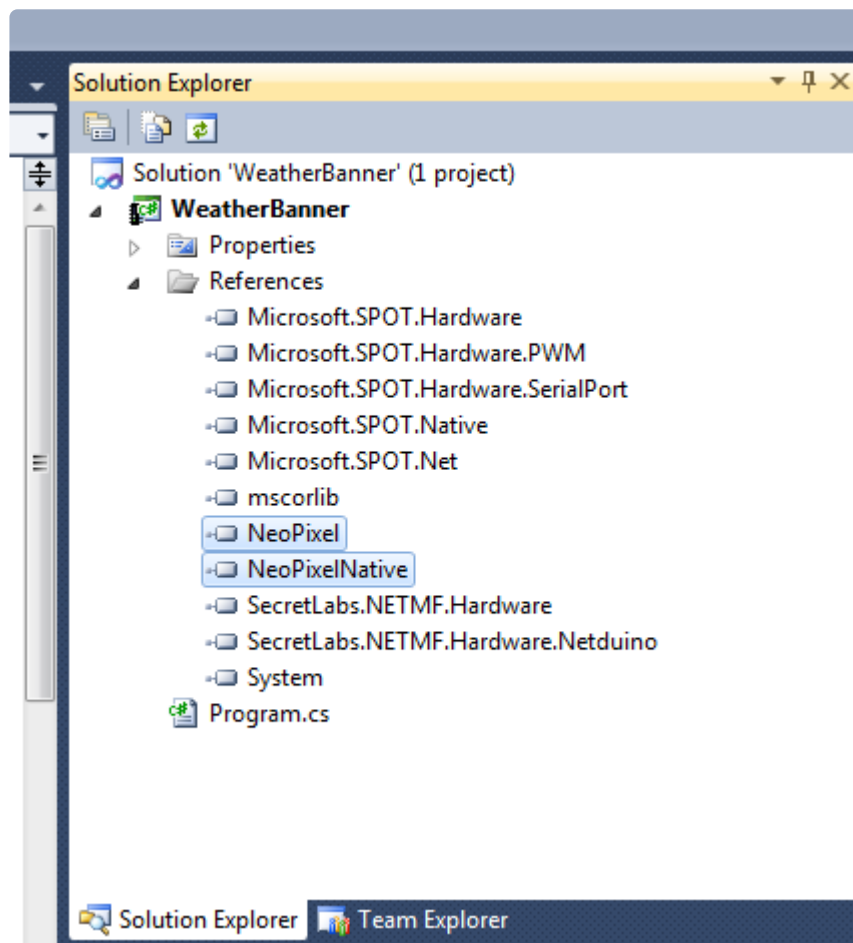 Solution Explorer
Solution 'WeatherBanner' (1 project)
WeatherBanner
Properties
References
Microsoft.SPOT.Hardware
Microsoft.SPOT.Hardware.PWM
Microsoft.SPOT.Hardware.SerialPort
Microsoft.SPOT.Native
Microsoft.SPOT.Net
mscorlib
NeoPixel
NeoPixelNative
SecretLabs.NETMF.Hardware
SecretLabs.NETMF.Hardware.Netduino
System
Program.cs
Solution Explorer Team Explorer